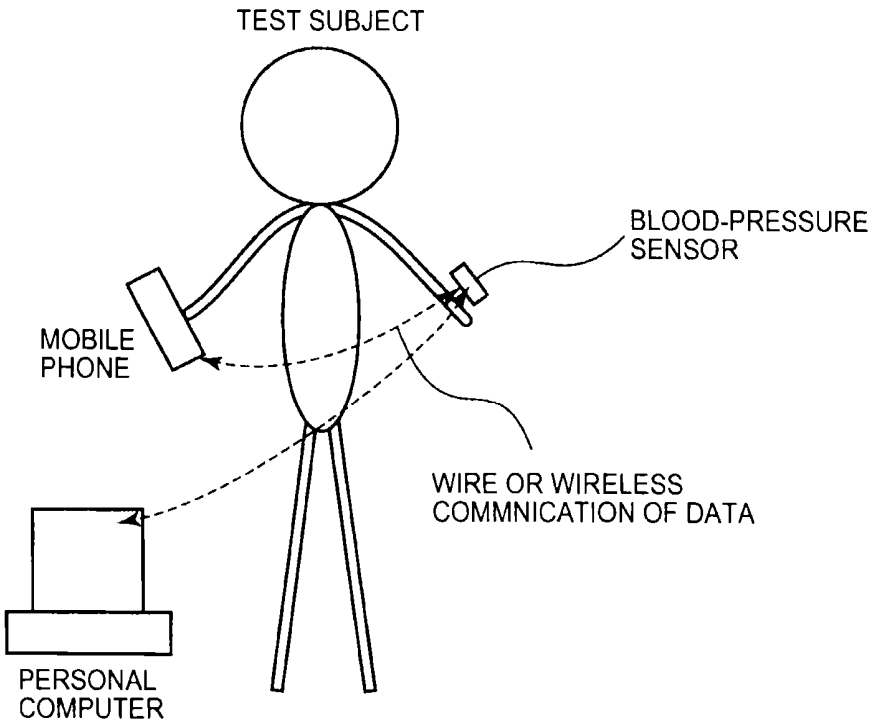 TEST SUBJECT
BLOOD-PRESSURE
SENSOR
MOBILE
PHONE
WIRE OR WIRELESS
COMMNICATION OF DATA
PERSONAL
COMPUTER